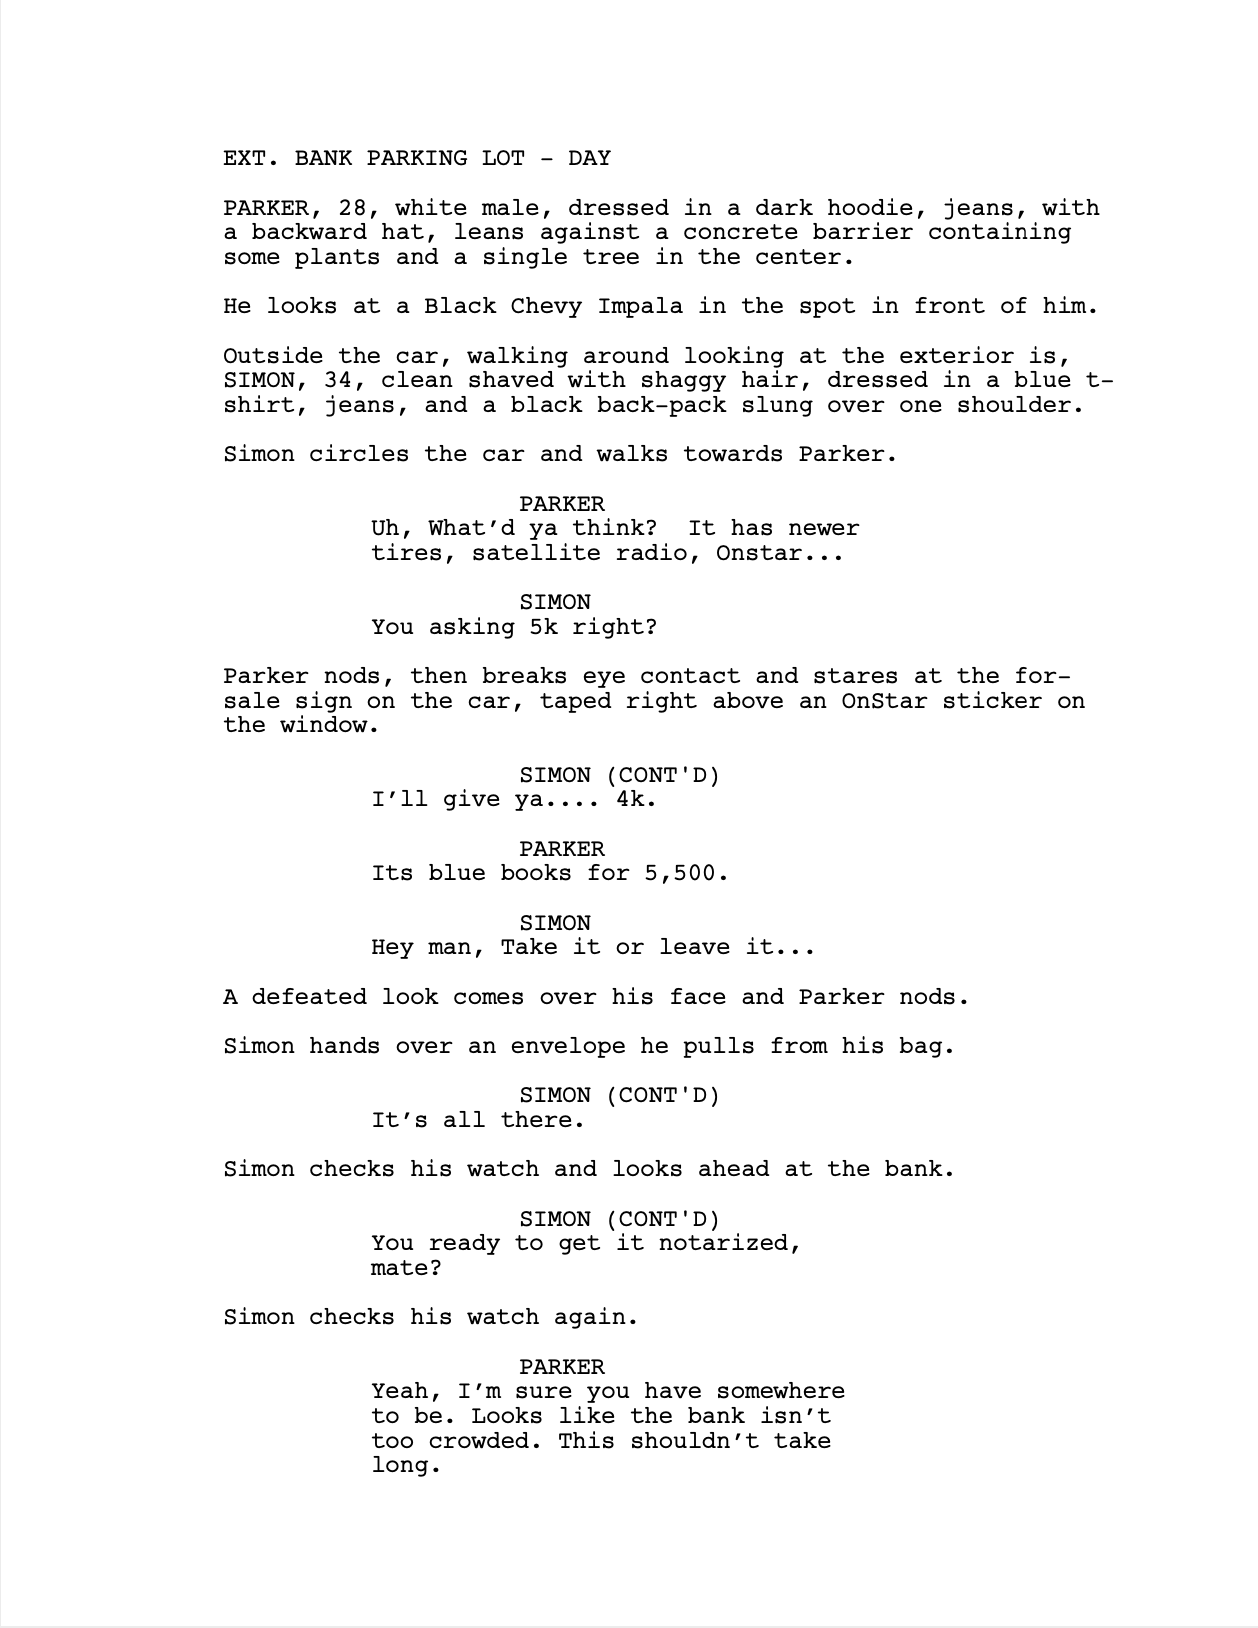 EXT. BANK PARKING LOT - DAY
PARKER, 28, white male, dressed in a dark hoodie, jeans, with
a backward hat, leans against a concrete barrier containing
some plants and a single tree in the center.
He looks at a Black Chevy Impala in the spot in front of him.
Outside the car, walking around looking at the exterior is,
SIMON, 34, clean shaved with shaggy hair, dressed in a blue t-
shirt, jeans, and a black back-pack slung over one shoulder.
Simon circles the car and walks towards Parker.
PARKER
Uh, What’d ya think?  It has newer
tires, satellite radio, Onstar...
SIMON
You asking 5k right?
Parker nods, then breaks eye contact and stares at the for-
sale sign on the car, taped right above an OnStar sticker on
the window.
SIMON (CONT'D)
I’ll give ya.... 4k.
PARKER
Its blue books for 5,500.
SIMON
Hey man, Take it or leave it...
A defeated look comes over his face and Parker nods.
Simon hands over an envelope he pulls from his bag.
SIMON (CONT'D)
It’s all there.
Simon checks his watch and looks ahead at the bank.
SIMON (CONT'D)
You ready to get it notarized,
mate?
Simon checks his watch again.
PARKER
Yeah, I’m sure you have somewhere
to be. Looks like the bank isn’t
too crowded. This shouldn’t take
long.